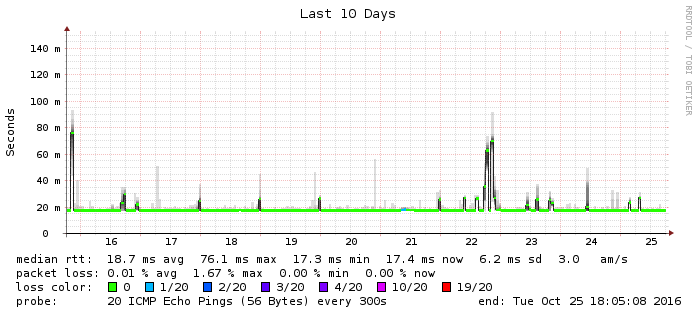 Last 10 Days
RRDTOOL / TOBI OETIKER
Seconds
140 m
120 m
100 m
80 m
60 m
40 m
20 m
0
16 17 18 19 20 21 22 23 24 25
median rtt: 18.7 ms avg 76.1 ms max 17.3 ms min 17.4 ms now 6.2 ms sd 3.0 am/s
packet loss: 0.01 % avg 1.67 % max 0.00 % min 0.00 % now
loss color: 0 1/20 2/20 3/20 4/20 10/20 19/20
probe: 20 ICMP Echo Pings (56 Bytes) every 300s end: Tue Oct 25 18:05:08 2016